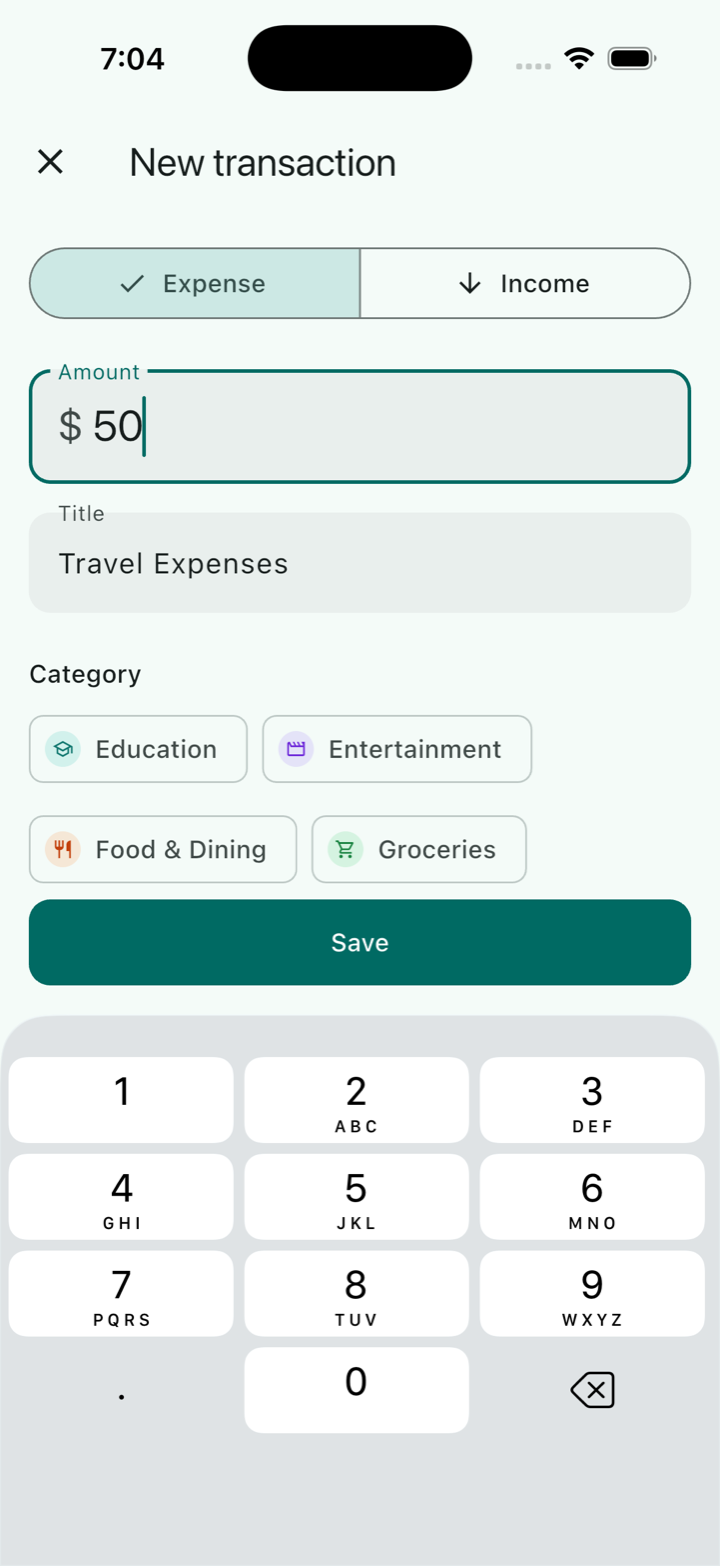 7:04
New transaction
Expense
Income
Amount
$ 50
Title
Travel Expenses
Category
Education
Entertainment
Food & Dining
Groceries
Save
1
2
3
ABC
DEF
4
5
6
GHI
JKL
MNO
7
8
9
PQRS
TUV
WXYZ
.
0